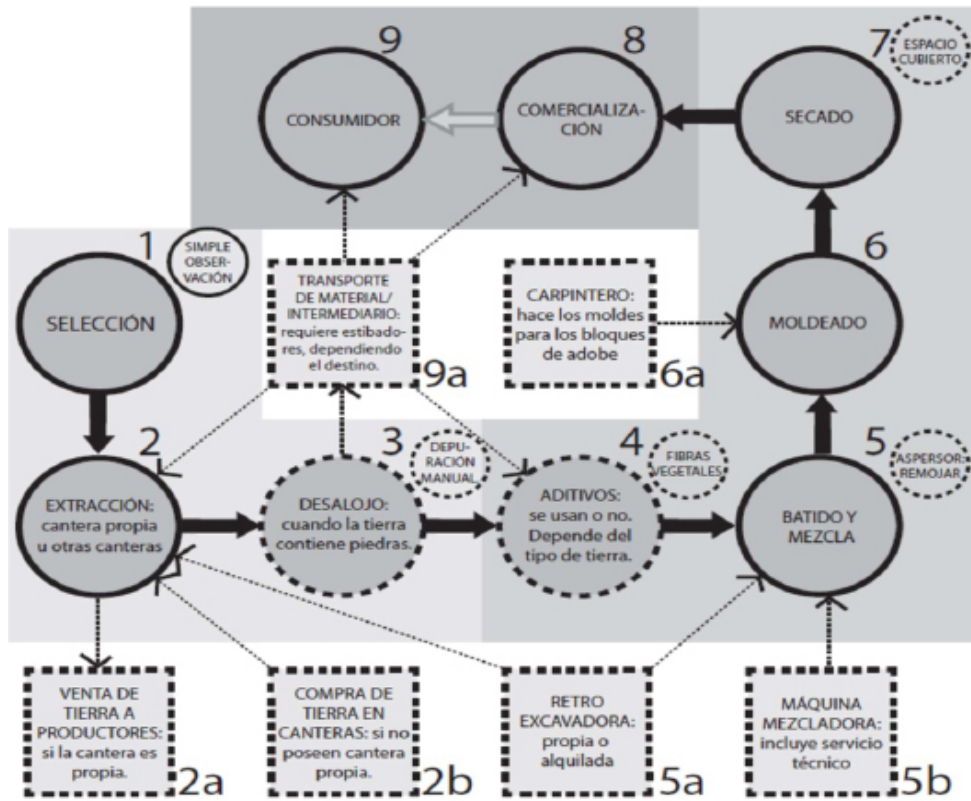 9
CONSUMIDOR
8
COMERCIALIZA-
CIÓN
7
ESPACIO
CUBIERTO
SECADO
1
SIMPLE
OBSER-
VACIÓN
SELECCIÓN
TRANSPORTE
DE MATERIAL/
INTERMEDIARIO:
requiere estibado-
res, dependiendo
el destino.
9a
CARPINTERO:
hace los moldes
para los bloques
de adobe
6a
6
MOLDEADO
2
EXTRACCIÓN:
cantera propia
u otras canteras
3
DEPU-
RACIÓN
MANUAL
DESALOJO:
cuando la tierra
contiene piedras.
4
FIBRAS
VEGETALES
ADITIVOS:
se usan o no.
Depende del
tipo de tierra.
5
ASPERSOR:
REMOJAR
BATIDO Y
MEZCLA
VENTA DE
TIERRA A
PRODUCTORES:
si la cantera es
propia.
2a
COMPRA DE
TIERRA EN
CANTERAS: si no
poseen cantera
propia.
2b
RETRO
EXCAVADORA:
propia o
alquilada
5a
MÁQUINA
MEZCLADORA:
incluye servicio
técnico
5b